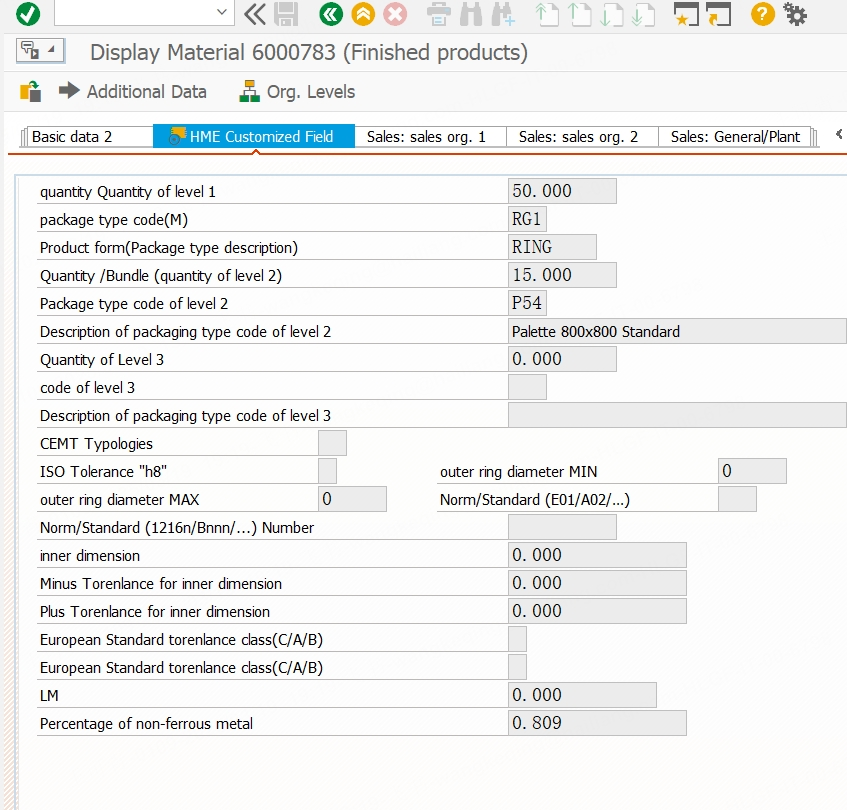 Display Material 6000783 (Finished products)
Additional Data Org. Levels
Basic data 2 HME Customized Field Sales: sales org. 1 Sales: sales org. 2 Sales: General/Plant
quantity Quantity of level 1 50.000
package type code(M) RG1
Product form(Package type description) RING
Quantity /Bundle (quantity of level 2) 15.000
Package type code of level 2 P54
Description of packaging type code of level 2 Palette 800x800 Standard
Quantity of Level 3 0.000
code of level 3
Description of packaging type code of level 3
CEMT Typologies
ISO Tolerance "h8" outer ring diameter MIN 0
outer ring diameter MAX 0 Norm/Standard (E01/A02/...)
Norm/Standard (1216n/Bnnn/...) Number
inner dimension 0.000
Minus Torenlance for inner dimension 0.000
Plus Torenlance for inner dimension 0.000
European Standard torenlance class(C/A/B)
European Standard torenlance class(C/A/B)
LM 0.000
Percentage of non-ferrous metal 0.809